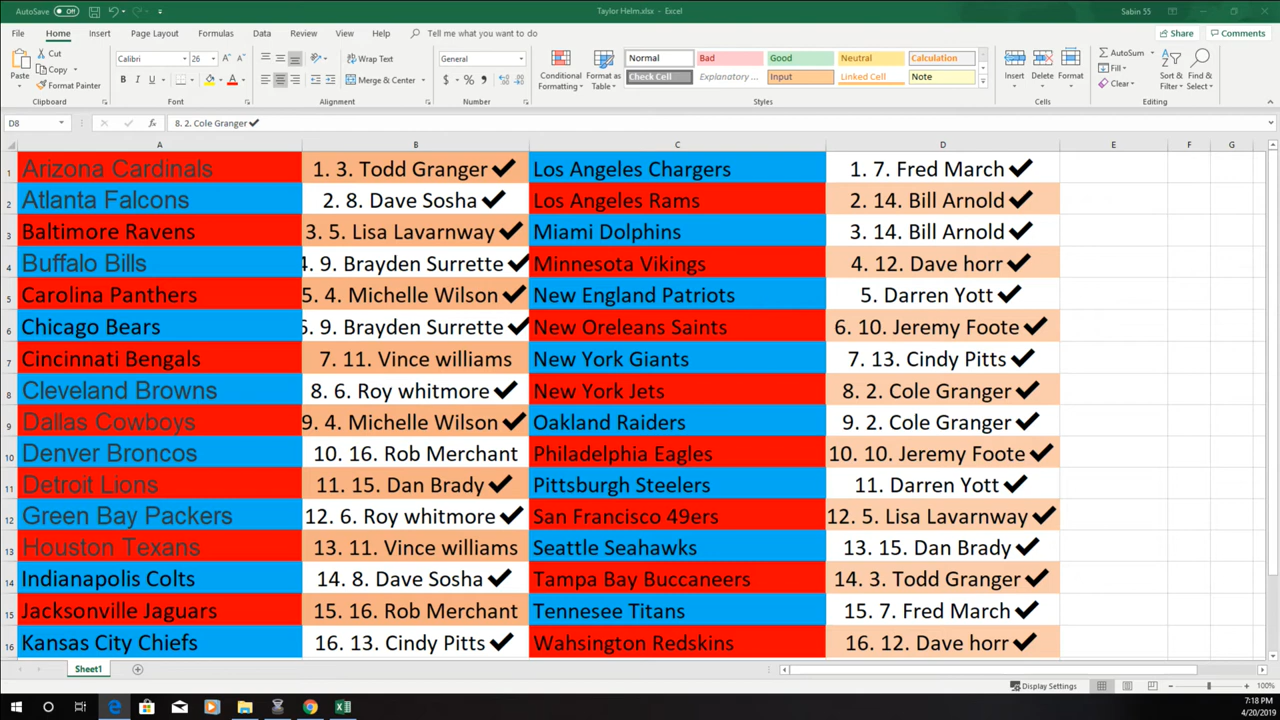 AutoSave Off Taylor Helm.xlsx - Excel Sabin 55
File Home Insert Page Layout Formulas Data Review View Help Tell me what you want to do Share Comments
Paste Cut Copy Format Painter Clipboard
Calibri 26 A A B I U A Font
Wrap Text Merge & Center Alignment
General $ % , Number
Conditional Formatting Format as Table
Normal Bad Good Neutral Calculation
Check Cell Explanatory ... Input Linked Cell Note
Styles
Insert Delete Format Cells
AutoSum Fill Clear Sort & Filter Find & Select Editing
D8 fx 8. 2. Cole Granger ✔
A B C D E F G
1 Arizona Cardinals 1. 3. Todd Granger ✔ Los Angeles Chargers 1. 7. Fred March ✔
2 Atlanta Falcons 2. 8. Dave Sosha ✔ Los Angeles Rams 2. 14. Bill Arnold ✔
3 Baltimore Ravens 3. 5. Lisa Lavarnway ✔ Miami Dolphins 3. 14. Bill Arnold ✔
4 Buffalo Bills 4. 9. Brayden Surrette ✔ Minnesota Vikings 4. 12. Dave horr ✔
5 Carolina Panthers 5. 4. Michelle Wilson ✔ New England Patriots 5. Darren Yott ✔
6 Chicago Bears 6. 9. Brayden Surrette ✔ New Oreleans Saints 6. 10. Jeremy Foote ✔
7 Cincinnati Bengals 7. 11. Vince williams New York Giants 7. 13. Cindy Pitts ✔
8 Cleveland Browns 8. 6. Roy whitmore ✔ New York Jets 8. 2. Cole Granger ✔
9 Dallas Cowboys 9. 4. Michelle Wilson ✔ Oakland Raiders 9. 2. Cole Granger ✔
10 Denver Broncos 10. 16. Rob Merchant Philadelphia Eagles 10. 10. Jeremy Foote ✔
11 Detroit Lions 11. 15. Dan Brady ✔ Pittsburgh Steelers 11. Darren Yott ✔
12 Green Bay Packers 12. 6. Roy whitmore ✔ San Francisco 49ers 12. 5. Lisa Lavarnway ✔
13 Houston Texans 13. 11. Vince williams Seattle Seahawks 13. 15. Dan Brady ✔
14 Indianapolis Colts 14. 8. Dave Sosha ✔ Tampa Bay Buccaneers 14. 3. Todd Granger ✔
15 Jacksonville Jaguars 15. 16. Rob Merchant Tennesee Titans 15. 7. Fred March ✔
16 Kansas City Chiefs 16. 13. Cindy Pitts ✔ Wahsington Redskins 16. 12. Dave horr ✔
Sheet1
Display Settings 100%
7:18 PM
4/20/2019